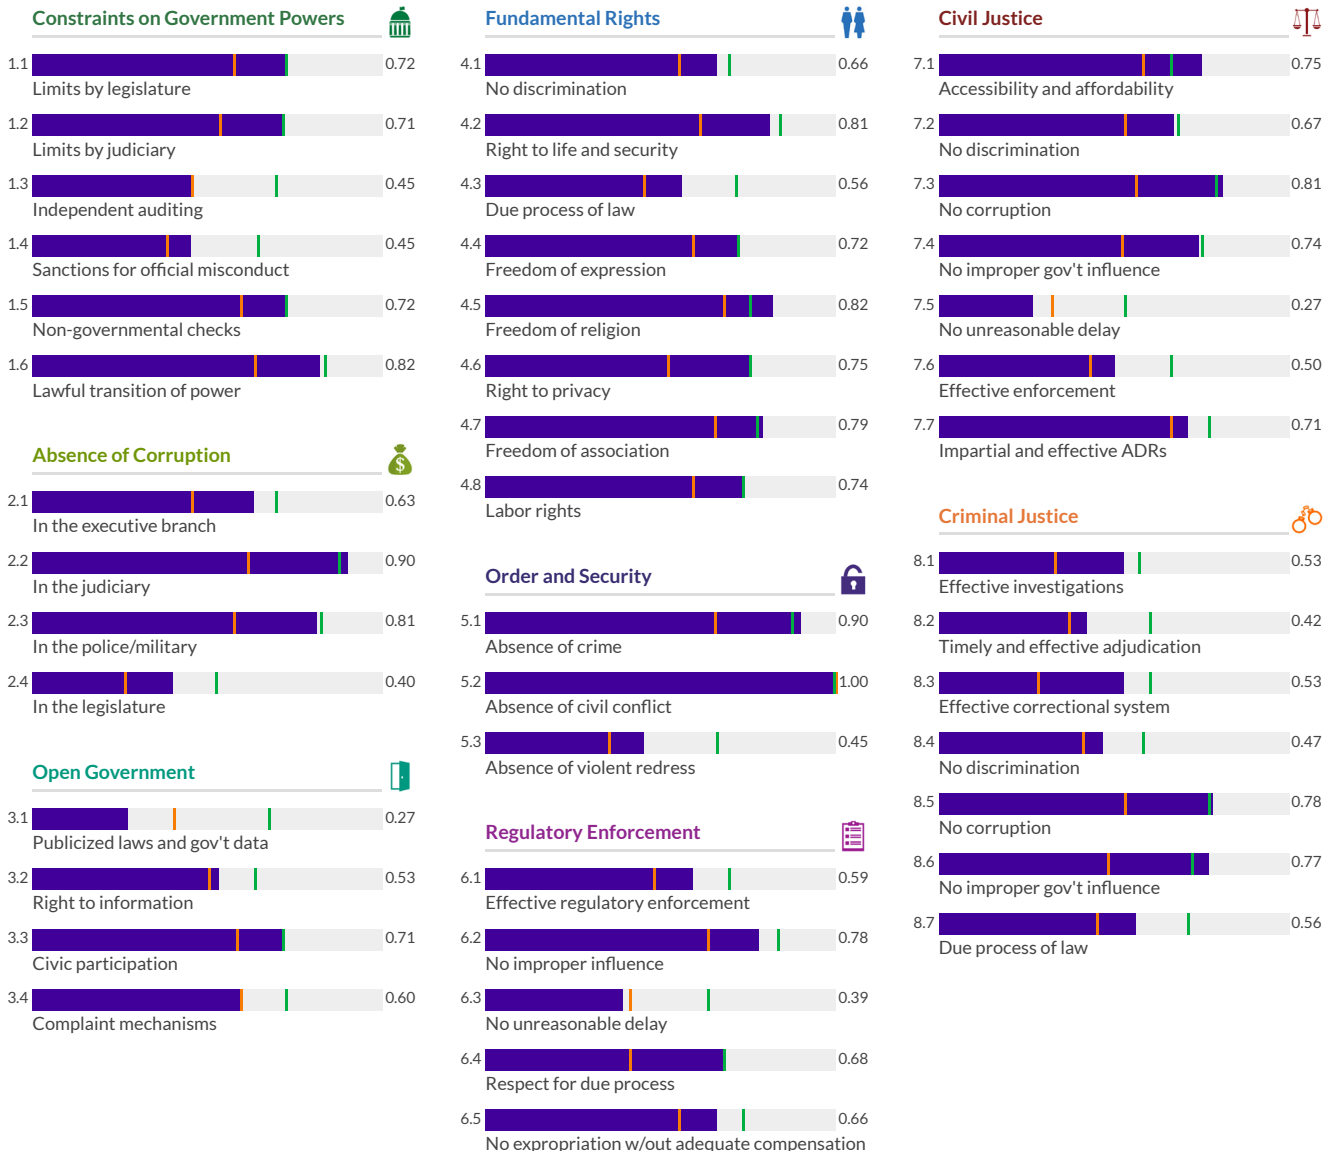 Constraints on Government Powers
1.1 0.72
Limits by legislature
1.2 0.71
Limits by judiciary
1.3 0.45
Independent auditing
1.4 0.45
Sanctions for official misconduct
1.5 0.72
Non-governmental checks
1.6 0.82
Lawful transition of power
Absence of Corruption
$
2.1 0.63
In the executive branch
2.2 0.90
In the judiciary
2.3 0.81
In the police/military
2.4 0.40
In the legislature
Open Government
3.1 0.27
Publicized laws and gov't data
3.2 0.53
Right to information
3.3 0.71
Civic participation
3.4 0.60
Complaint mechanisms
Fundamental Rights
4.1 0.66
No discrimination
4.2 0.81
Right to life and security
4.3 0.56
Due process of law
4.4 0.72
Freedom of expression
4.5 0.82
Freedom of religion
4.6 0.75
Right to privacy
4.7 0.79
Freedom of association
4.8 0.74
Labor rights
Order and Security
5.1 0.90
Absence of crime
5.2 1.00
Absence of civil conflict
5.3 0.45
Absence of violent redress
Regulatory Enforcement
6.1 0.59
Effective regulatory enforcement
6.2 0.78
No improper influence
6.3 0.39
No unreasonable delay
6.4 0.68
Respect for due process
6.5 0.66
No expropriation w/out adequate compensation
Civil Justice
7.1 0.75
Accessibility and affordability
7.2 0.67
No discrimination
7.3 0.81
No corruption
7.4 0.74
No improper gov't influence
7.5 0.27
No unreasonable delay
7.6 0.50
Effective enforcement
7.7 0.71
Impartial and effective ADRs
Criminal Justice
8.1 0.53
Effective investigations
8.2 0.42
Timely and effective adjudication
8.3 0.53
Effective correctional system
8.4 0.47
No discrimination
8.5 0.78
No corruption
8.6 0.77
No improper gov't influence
8.7 0.56
Due process of law